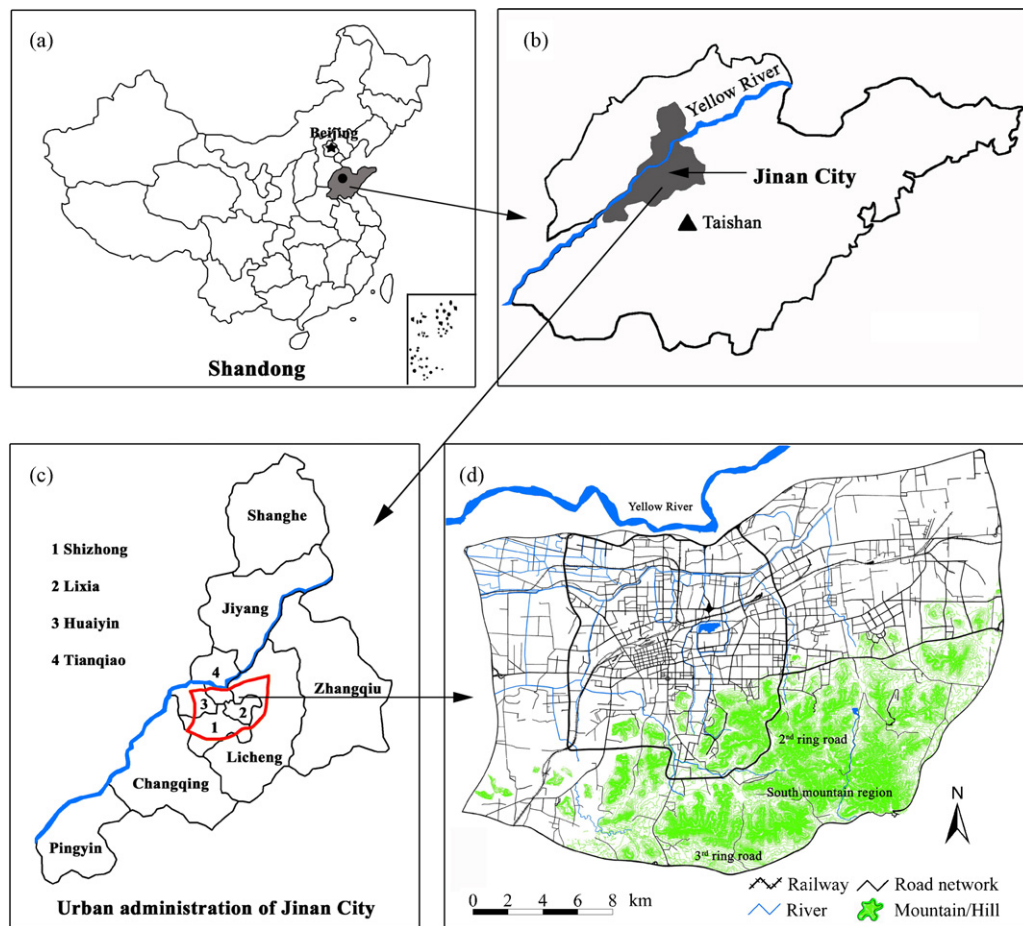 (a)
Beijing
Shandong
(b)
Yellow River
Jinan City
Taishan
(c)
1 Shizhong
2 Lixia
3 Huaiyin
4 Tianqiao
Shanghe
Jiyang
4
Zhangqiu
3
2
1
Licheng
Changqing
Pingyin
Urban administration of Jinan City
(d)
Yellow River
2nd ring road
South mountain region
3rd ring road
N
0 2 4 6 8 km
Railway
Road network
River
Mountain/Hill